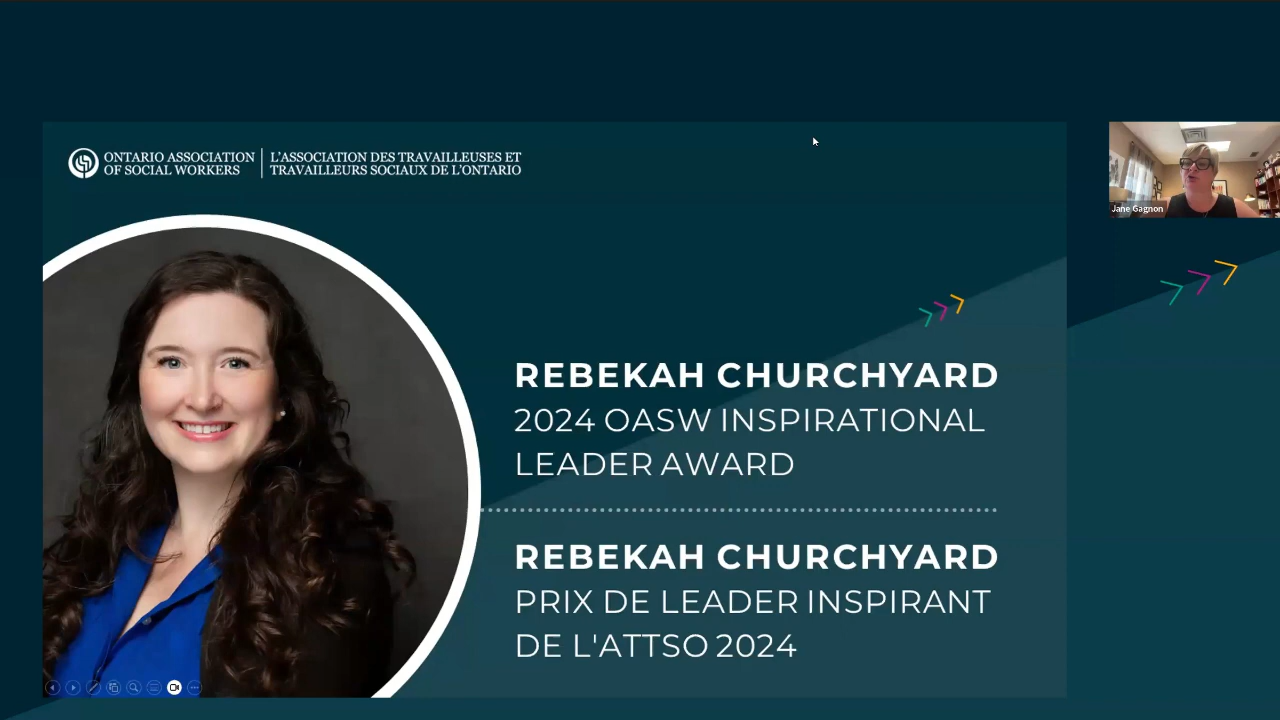 ONTARIO ASSOCIATION
OF SOCIAL WORKERS
L'ASSOCIATION DES TRAVAILLEUSES ET
TRAVAILLEURS SOCIAUX DE L'ONTARIO
Jane Gagnon
REBEKAH CHURCHYARD
2024 OASW INSPIRATIONAL
LEADER AWARD
REBEKAH CHURCHYARD
PRIX DE LEADER INSPIRANT
DE L'ATTSO 2024